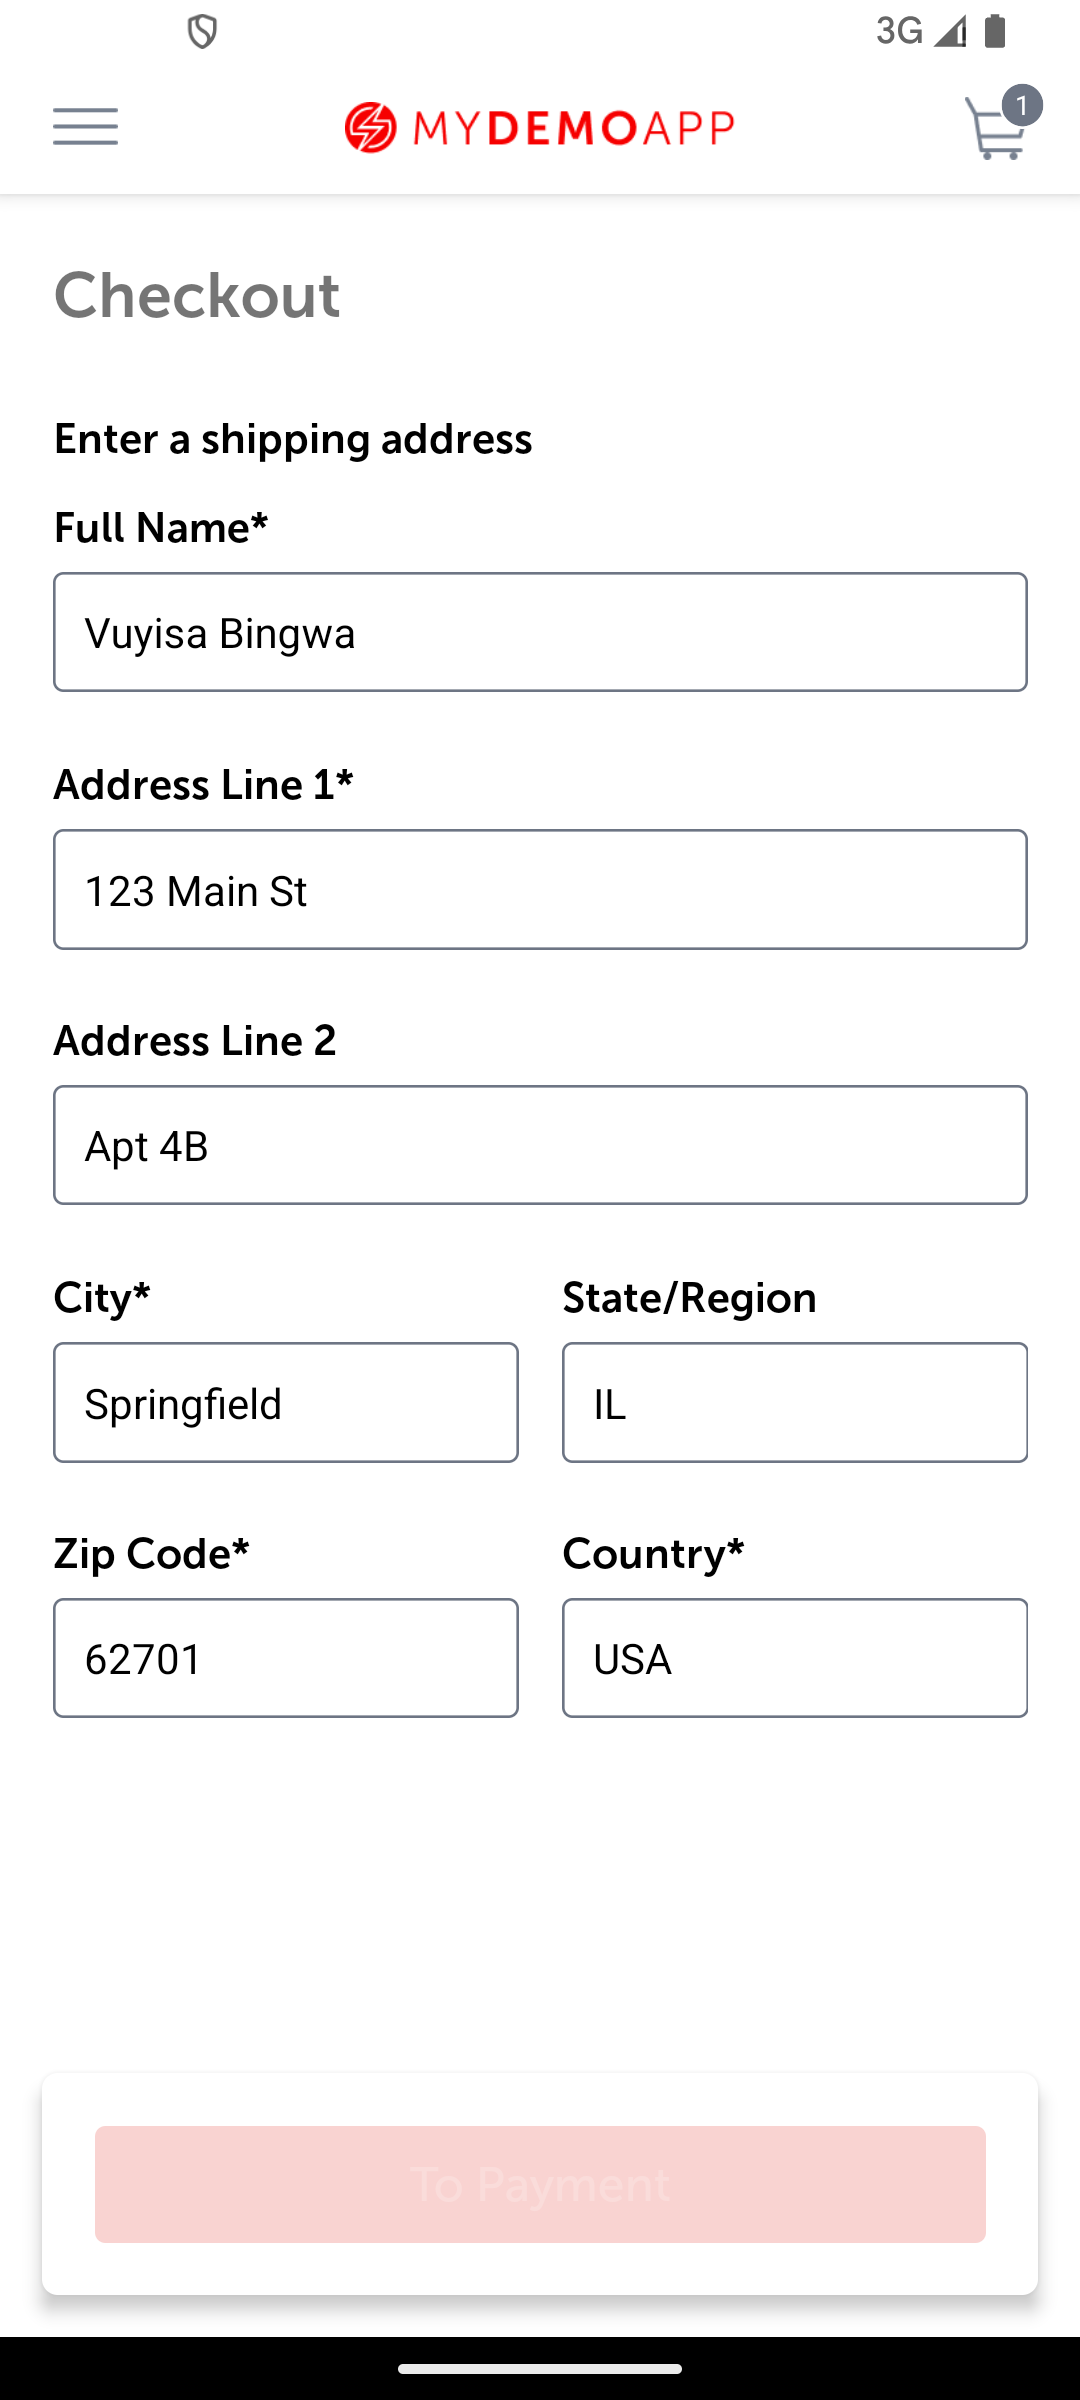 3G
MYDEMOAPP
1
Checkout
Enter a shipping address
Full Name*
Vuyisa Bingwa
Address Line 1*
123 Main St
Address Line 2
Apt 4B
City*
State/Region
Springfield
IL
Zip Code*
Country*
62701
USA
To Payment